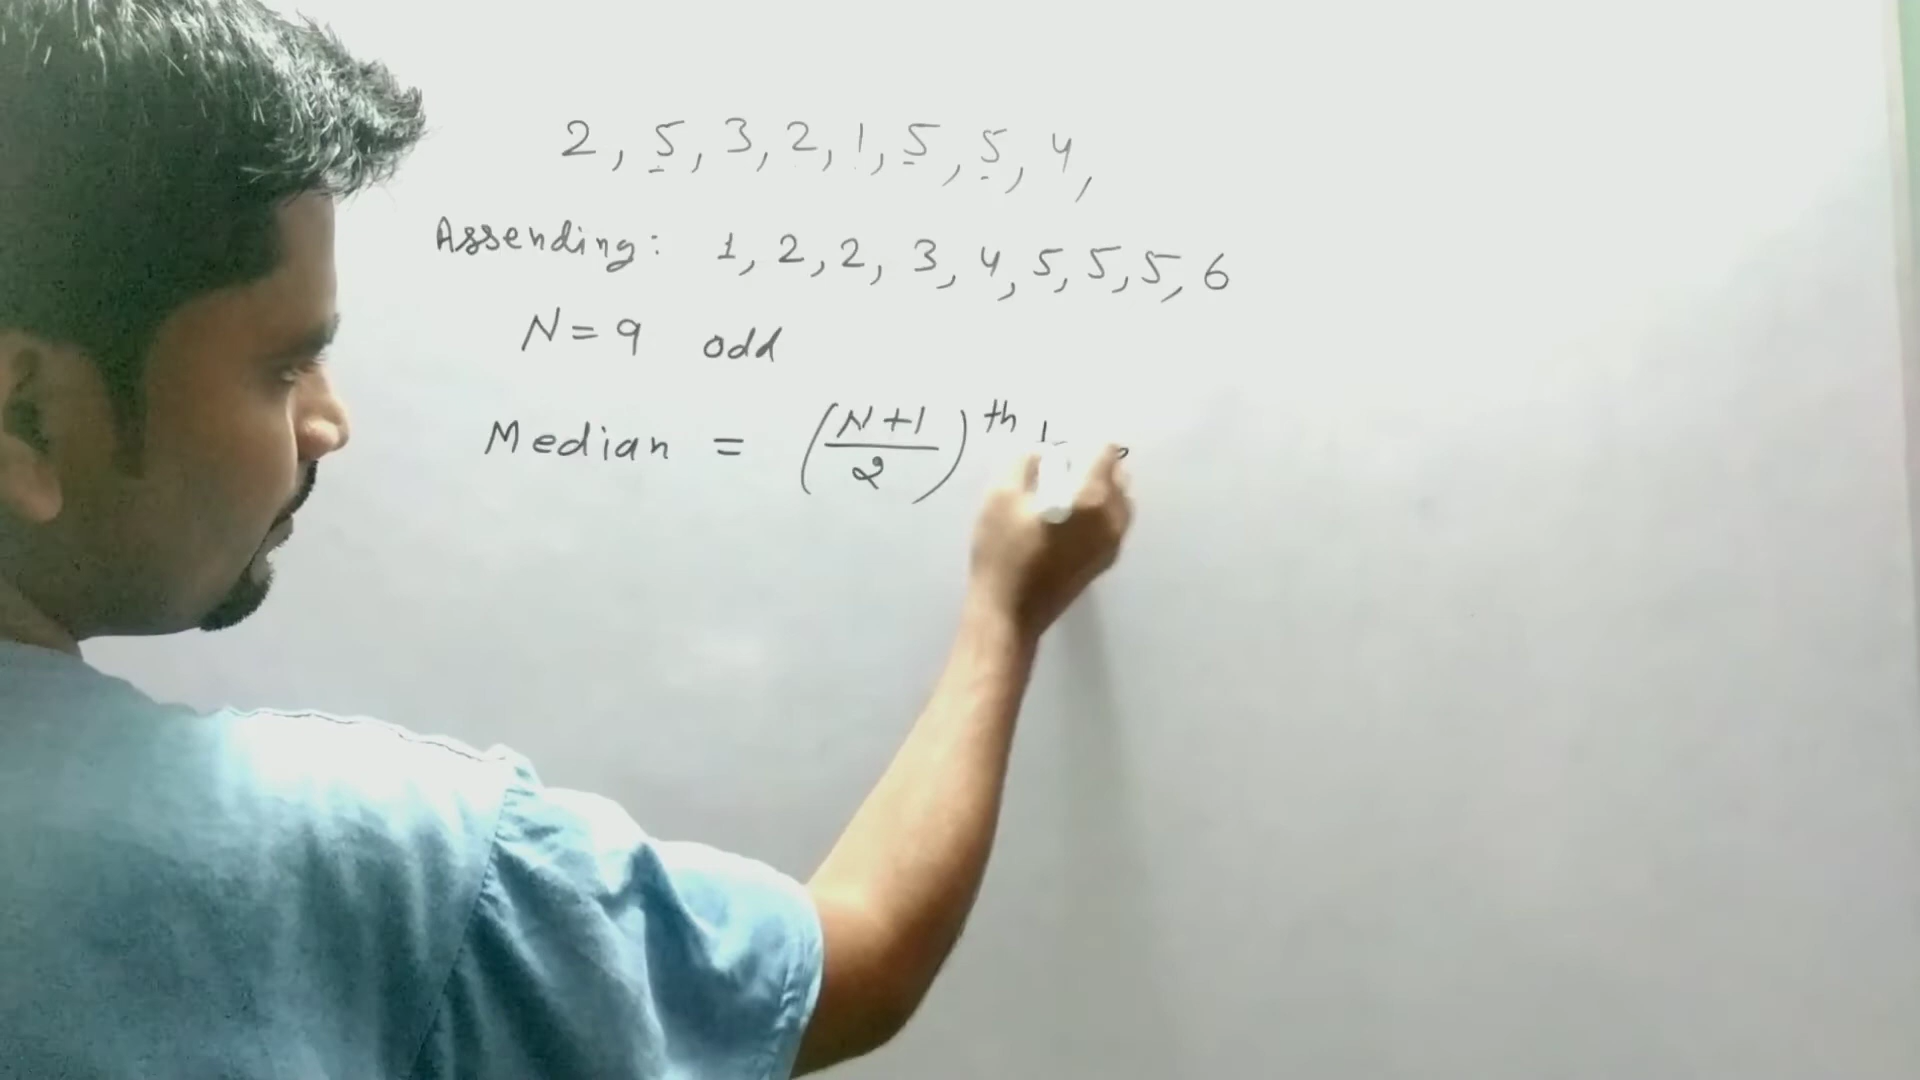 2, 5, 3, 2, 1, 5, 5, 4,
Assending: 1, 2, 2, 3, 4, 5, 5, 5, 6
N = 9 odd
Median = (N+1/2)th